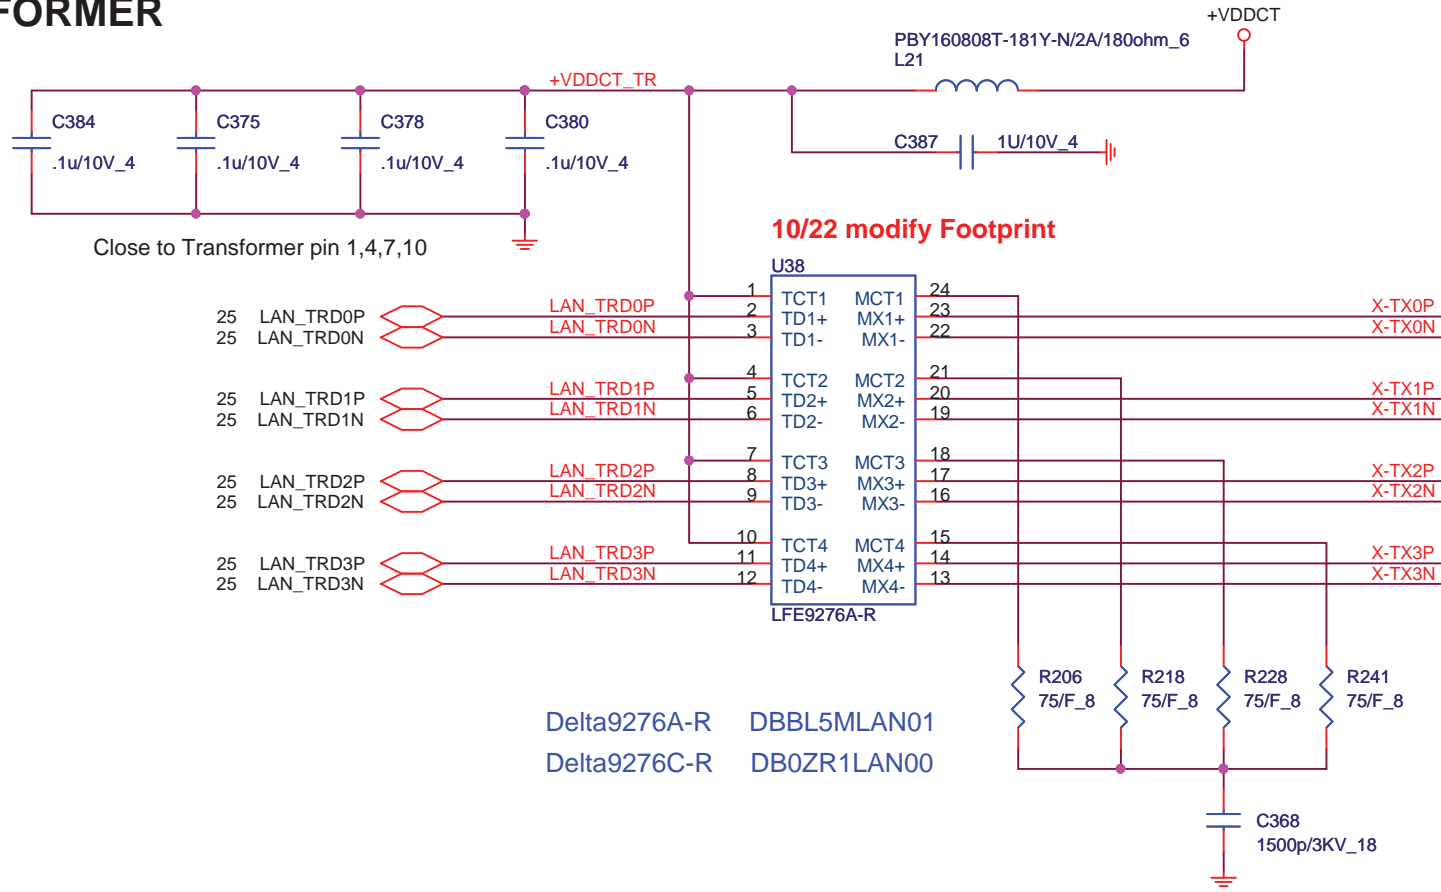 FORMER
+VDDCT
PBY160808T-181Y-N/2A/180ohm_6
L21
+VDDCT_TR
C384
.1u/10V_4
C375
.1u/10V_4
C378
.1u/10V_4
C380
.1u/10V_4
C387
1U/10V_4
Close to Transformer pin 1,4,7,10
10/22 modify Footprint
U38
25 LAN_TRD0P
25 LAN_TRD0N
25 LAN_TRD1P
25 LAN_TRD1N
25 LAN_TRD2P
25 LAN_TRD2N
25 LAN_TRD3P
25 LAN_TRD3N
LAN_TRD0P
LAN_TRD0N
LAN_TRD1P
LAN_TRD1N
LAN_TRD2P
LAN_TRD2N
LAN_TRD3P
LAN_TRD3N
1 TCT1 MCT1 24
2 TD1+ MX1+ 23
3 TD1- MX1- 22
4 TCT2 MCT2 21
5 TD2+ MX2+ 20
6 TD2- MX2- 19
7 TCT3 MCT3 18
8 TD3+ MX3+ 17
9 TD3- MX3- 16
10 TCT4 MCT4 15
11 TD4+ MX4+ 14
12 TD4- MX4- 13
LFE9276A-R
X-TX0P
X-TX0N
X-TX1P
X-TX1N
X-TX2P
X-TX2N
X-TX3P
X-TX3N
R206
75/F_8
R218
75/F_8
R228
75/F_8
R241
75/F_8
Delta9276A-R DBBL5MLAN01
Delta9276C-R DB0ZR1LAN00
C368
1500p/3KV_18